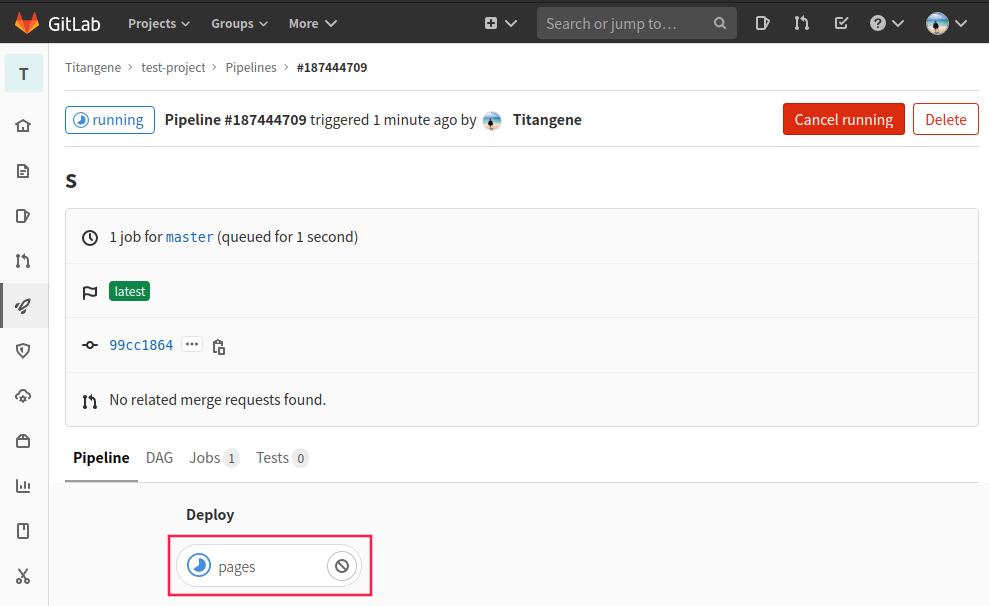 GitLab Projects Groups More Search or jump to…
T
Titangene › test-project › Pipelines › #187444709
running Pipeline #187444709 triggered 1 minute ago by Titangene Cancel running Delete
s
1 job for master (queued for 1 second)
latest
99cc1864
No related merge requests found.
Pipeline DAG Jobs 1 Tests 0
Deploy
pages